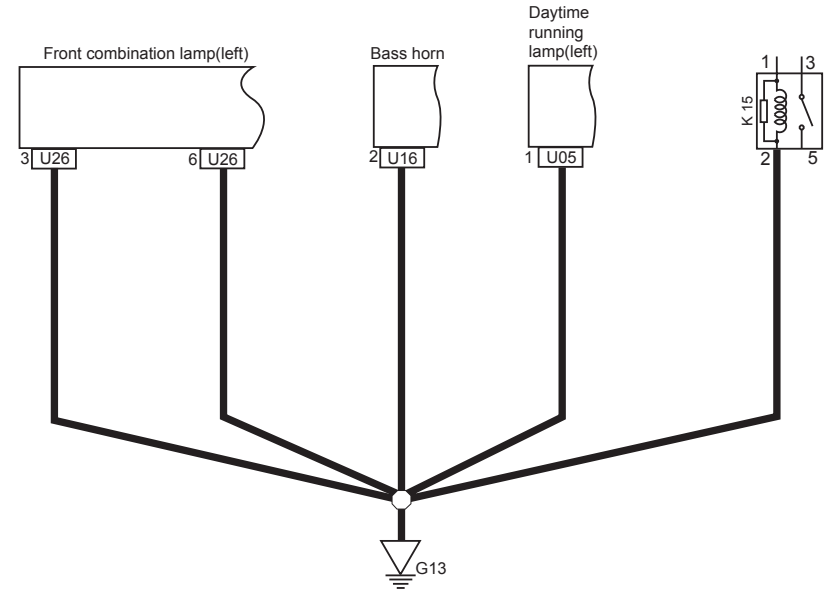 Daytime
running
lamp(left)
Front combination lamp(left)
Bass horn
1 3
K 15
3 U26
6 U26
2 U16
1 U05
2 5
G13